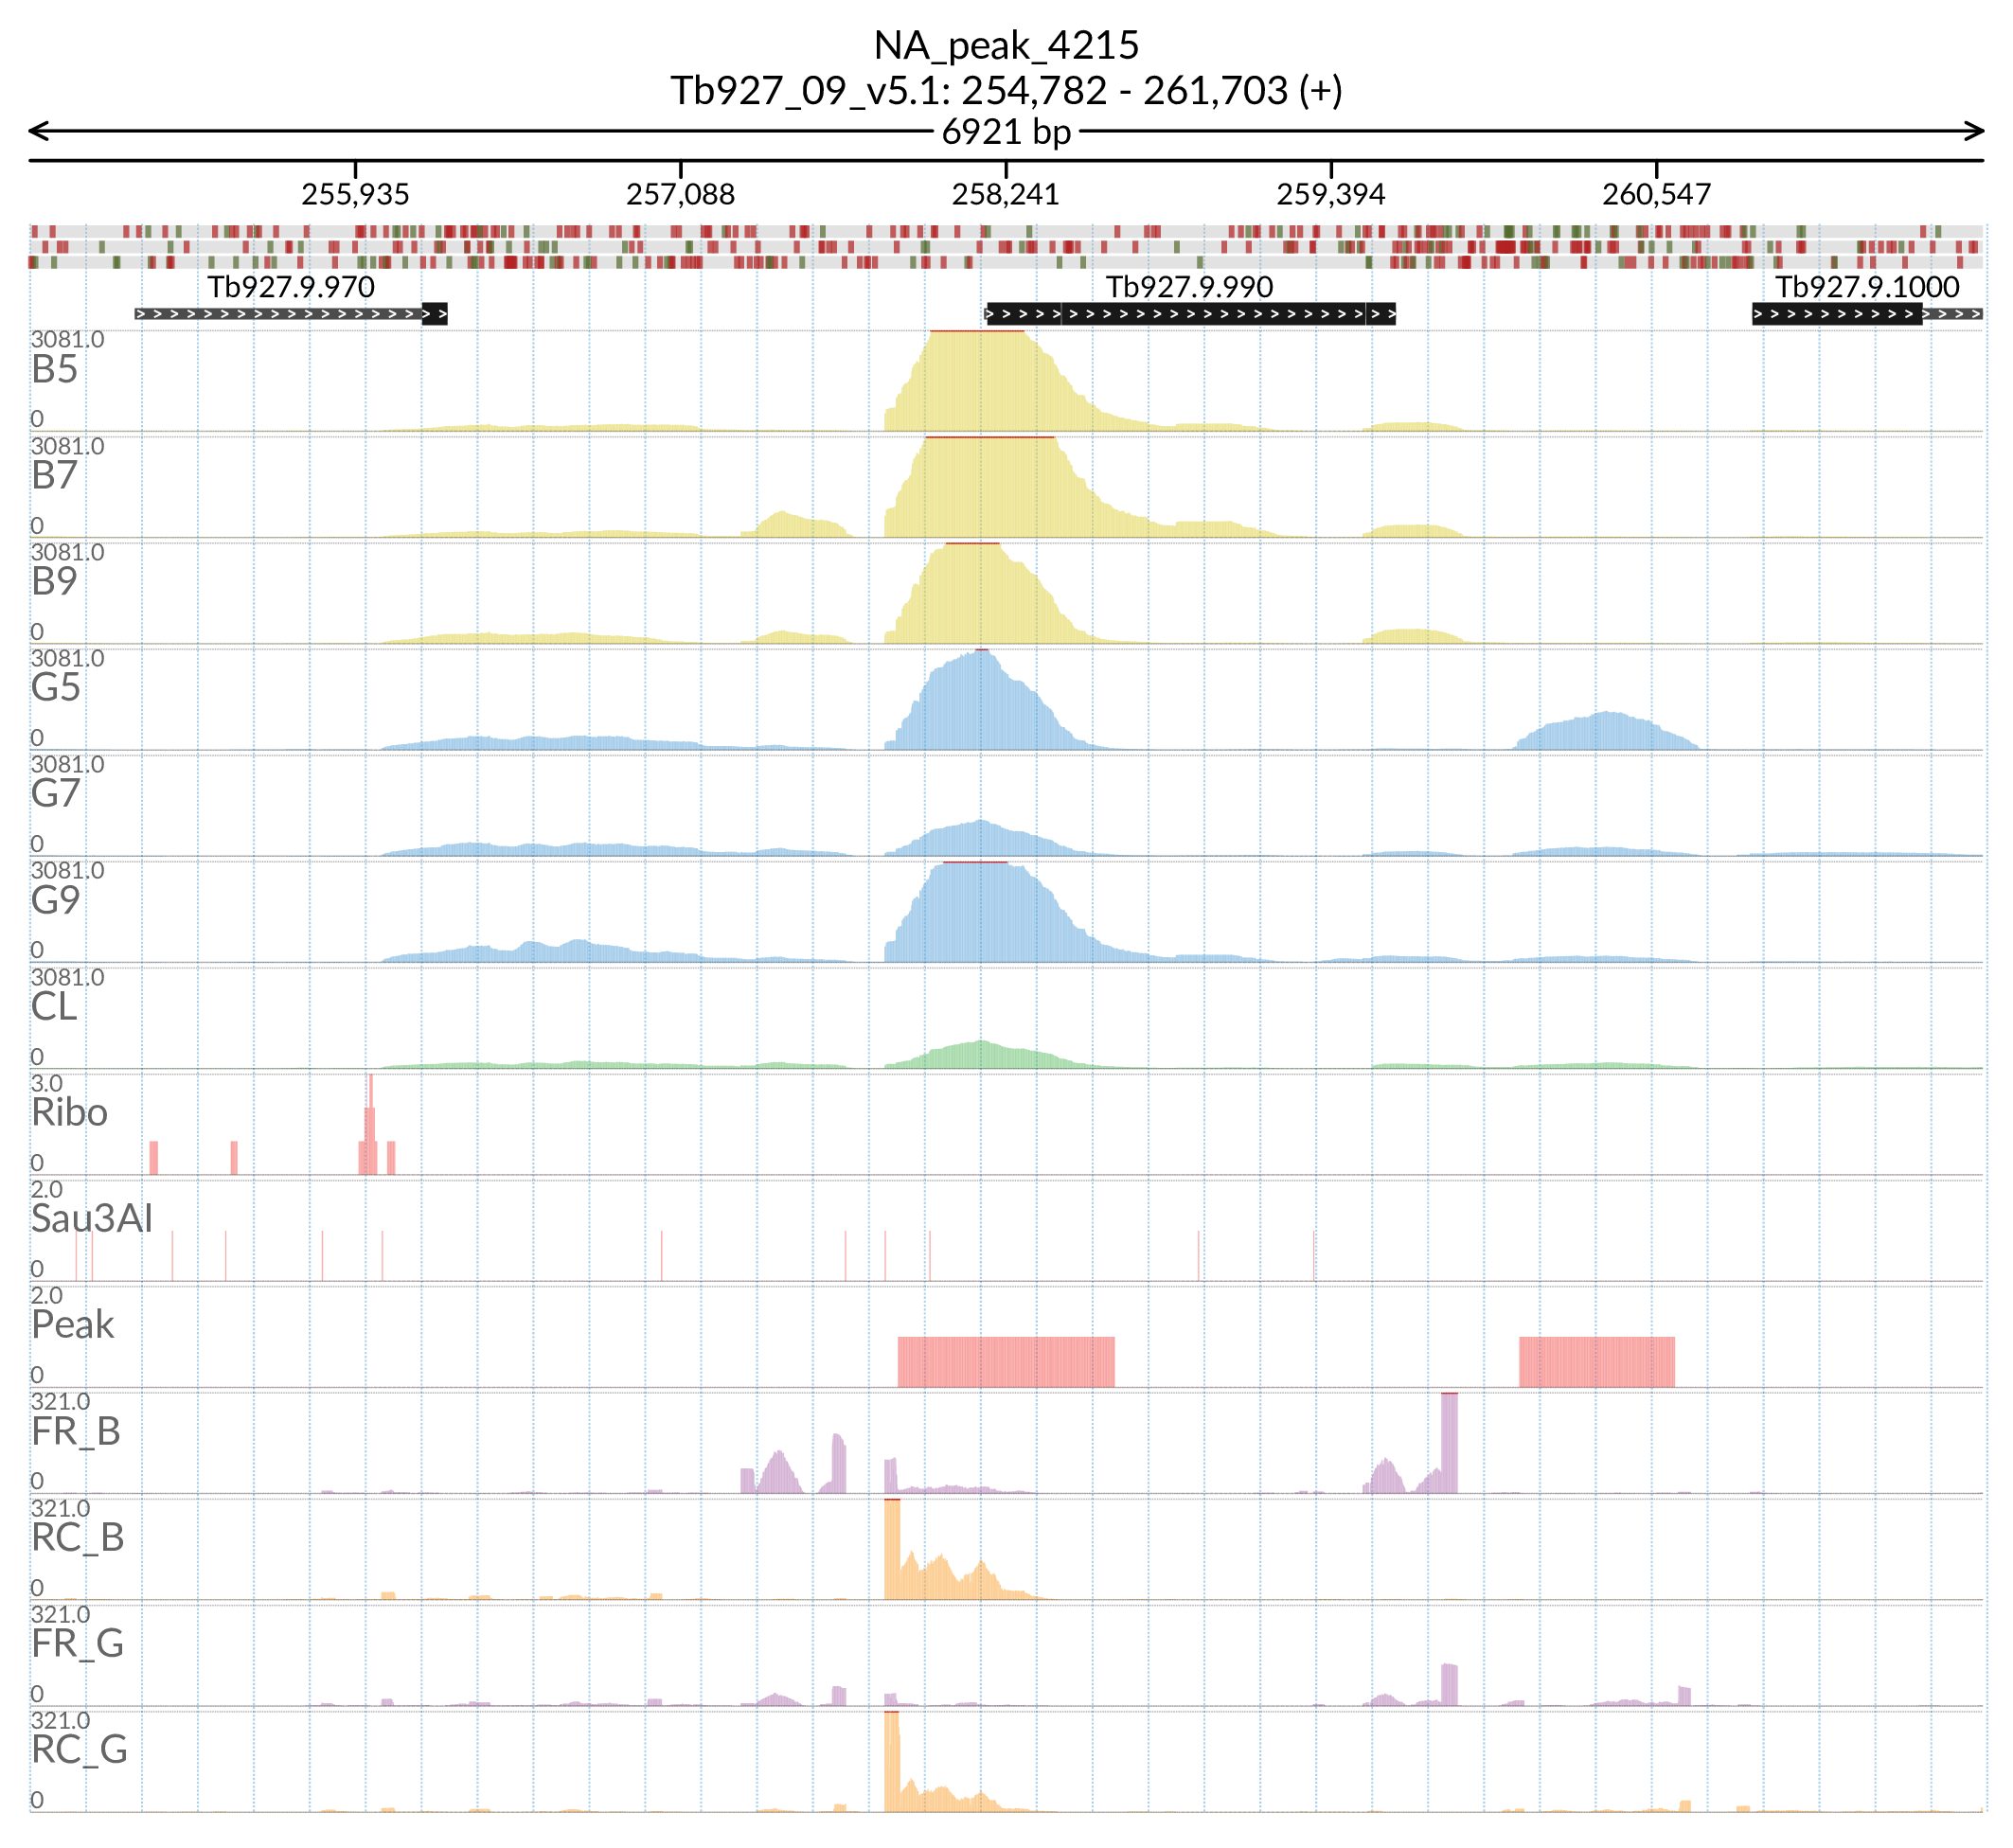 NA_peak_4215
Tb927_09_v5.1: 254,782 - 261,703 (+)
6921 bp
255,935 257,088 258,241 259,394 260,547
Tb927.9.970 Tb927.9.990 Tb927.9.1000
3081.0
B5
0
3081.0
B7
0
3081.0
B9
0
3081.0
G5
0
3081.0
G7
0
3081.0
G9
0
3081.0
CL
0
3.0
Ribo
0
2.0
Sau3AI
0
2.0
Peak
0
321.0
FR_B
0
321.0
RC_B
0
321.0
FR_G
0
321.0
RC_G
0